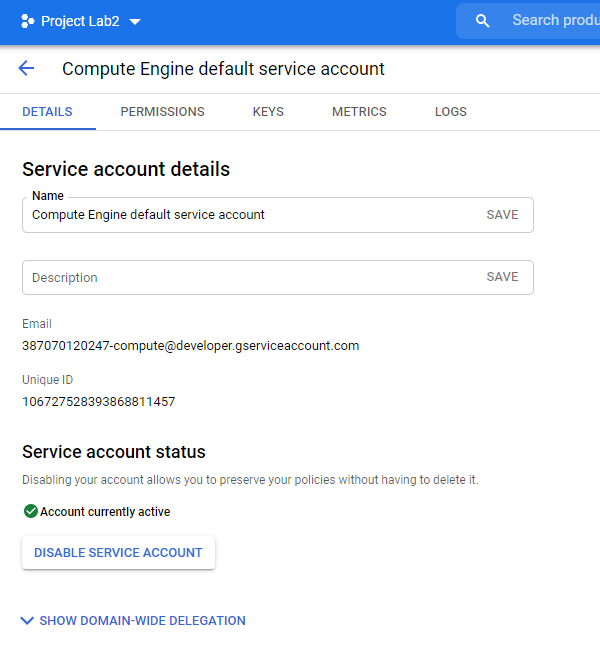 Project Lab2
Search produ
Compute Engine default service account
DETAILS PERMISSIONS KEYS METRICS LOGS
Service account details
Name
Compute Engine default service account SAVE
Description SAVE
Email
387070120247-compute@developer.gserviceaccount.com
Unique ID
106727528393868811457
Service account status
Disabling your account allows you to preserve your policies without having to delete it.
Account currently active
DISABLE SERVICE ACCOUNT
SHOW DOMAIN-WIDE DELEGATION